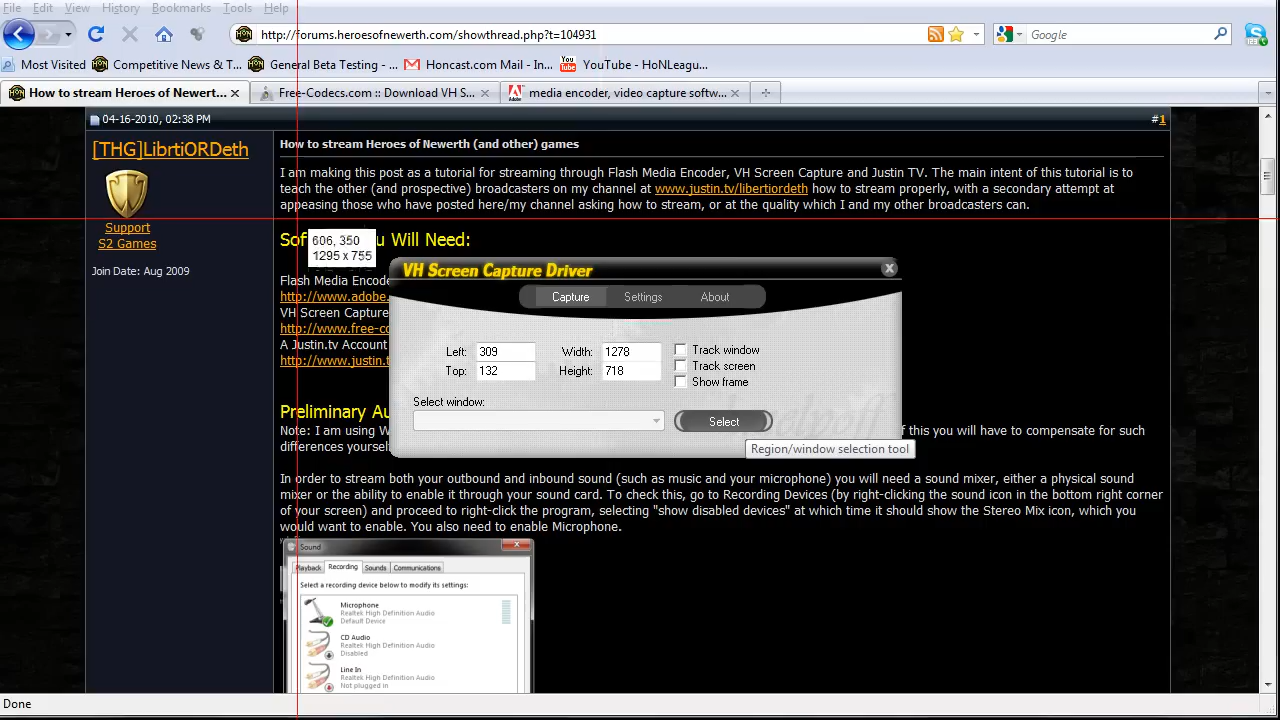 File Edit View History Bookmarks Tools Help
http://forums.heroesofnewerth.com/showthread.php?t=104931
Google
Most Visited Competitive News & T... General Beta Testing - ... Honcast.com Mail - In... YouTube - HoNLeagu...
How to stream Heroes of Newert... Free-Codecs.com :: Download VH S... media encoder, video capture softw...
04-16-2010, 02:38 PM #1
[THG]LibrtiORDeth
Support
S2 Games
Join Date: Aug 2009
How to stream Heroes of Newerth (and other) games
I am making this post as a tutorial for streaming through Flash Media Encoder, VH Screen Capture and Justin TV. The main intent of this tutorial is to
teach the other (and prospective) broadcasters on my channel at www.justin.tv/libertiordeth how to stream properly, with a secondary attempt at
appeasing those who have posted here/my channel asking how to stream, or at the quality which I and my other broadcasters can.
Sof u Will Need:
606, 350
1295 x 755
Flash Media Encode
http://www.adobe.
VH Screen Capture
http://www.free-co
A Justin.tv Account
http://www.justin.t
VH Screen Capture Driver
Capture Settings About
Left: 309 Width: 1278 Track window
Top: 132 Height: 718 Track screen
Show frame
Select window:
Select
Region/window selection tool
Preliminary Au
Note: I am using W f this you will have to compensate for such
differences yourself
In order to stream both your outbound and inbound sound (such as music and your microphone) you will need a sound mixer, either a physical sound
mixer or the ability to enable it through your sound card. To check this, go to Recording Devices (by right-clicking the sound icon in the bottom right corner
of your screen) and proceed to right-click the program, selecting "show disabled devices" at which time it should show the Stereo Mix icon, which you
would want to enable. You also need to enable Microphone.
Sound
Playback Recording Sounds Communications
Select a recording device below to modify its settings:
Microphone
Realtek High Definition Audio
Default Device
CD Audio
Realtek High Definition Audio
Disabled
Line In
Realtek High Definition Audio
Not plugged in
Done